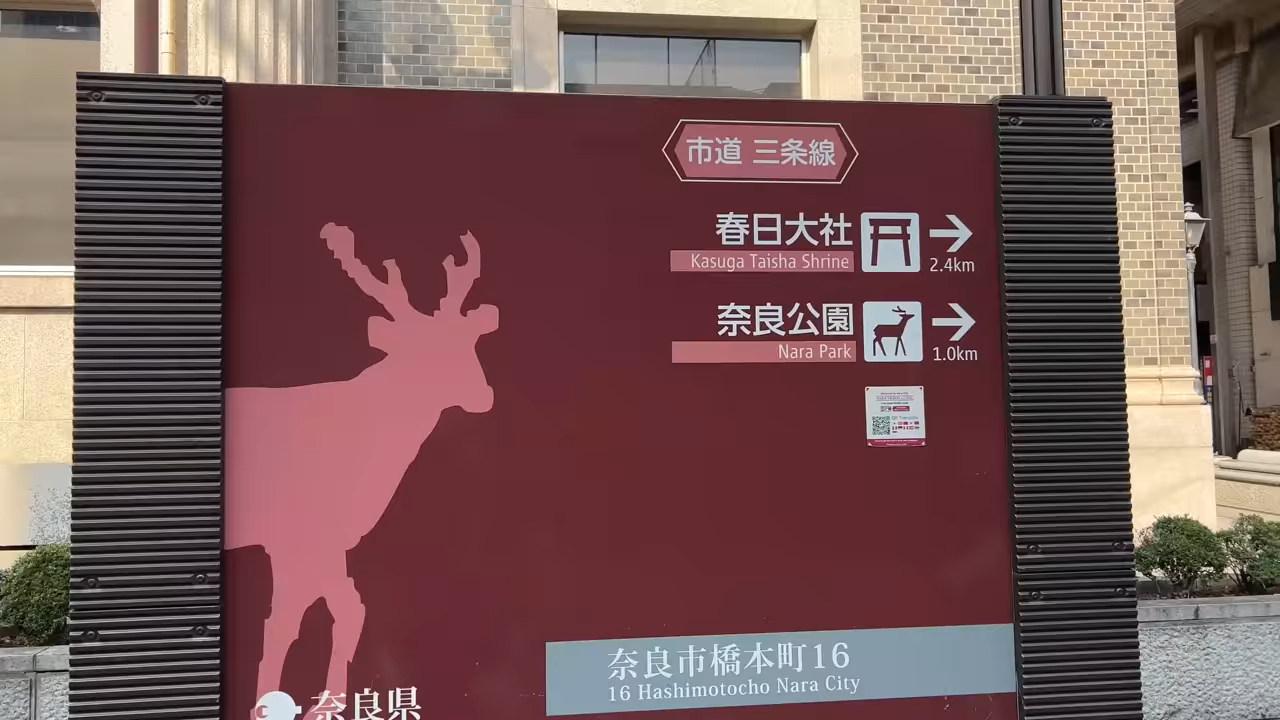 市道 三条線
春日大社
Kasuga Taisha Shrine
2.4km
奈良公園
Nara Park
1.0km
奈良市橋本町16
16 Hashimotocho Nara City
奈良県